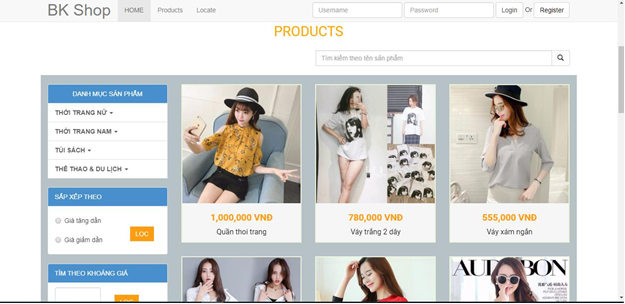 BK Shop HOME Products Locate Username Password Login Or Register
PRODUCTS
Tìm kiếm theo tên sản phẩm
DANH MỤC SẢN PHẨM
THỜI TRANG NỮ
THỜI TRANG NAM
TÚI SÁCH
THỂ THAO & DU LỊCH
SẮP XẾP THEO
Giá tăng dần
Giá giảm dần
LỌC
TÌM THEO KHOẢNG GIÁ
LỌC
1,000,000 VNĐ
Quần thoi trang
780,000 VNĐ
Váy trắng 2 dây
555,000 VNĐ
Váy xám ngắn